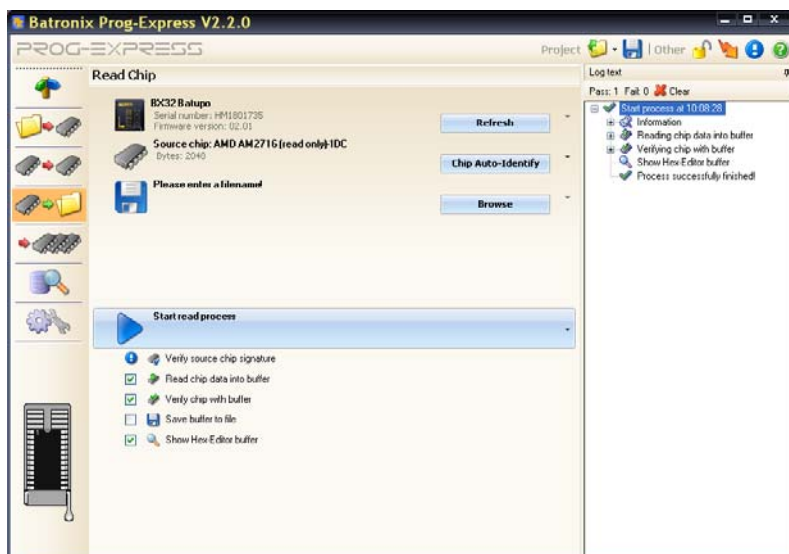 Batronix Prog-Express V2.2.0
PROG-EXPRESS
Project
Other
Read Chip
BX32 Batupo
Serial number: HM1801735
Firmware version: 02.01
Refresh
Source chip: AMD AM2716 (read only)-IDC
Bytes: 2048
Chip Auto-Identify
Please enter a filename!
Browse
Start read process
Verify source chip signature
Read chip data into buffer
Verify chip with buffer
Save buffer to file
Show Hex-Editor buffer
Log text
Pass: 1 Fail: 0 Clear
Start process at 10:08:28
Information
Reading chip data into buffer
Verifying chip with buffer
Show Hex-Editor buffer
Process successfully finished!